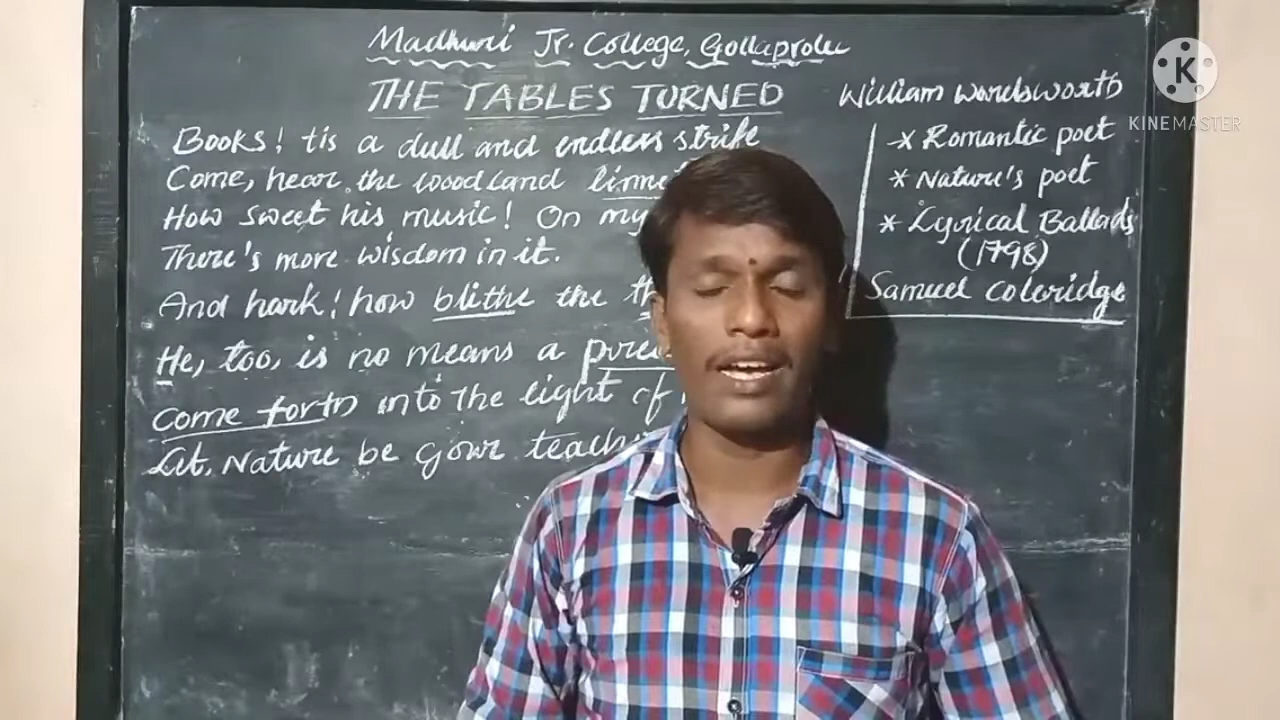 Madhuri Jr. College, Gollaprolu
THE TABLES TURNED
Books! tis a dull and endless strife
Come, hear the woodland
How sweet his music! On my
There's more wisdom in it.
And hark! how blithe the
He, too, is no means a
Come forth into the light of
Let Nature be your
William Wordsworth
* Romantic poet
* Nature's poet
* Lyrical Ballads
(1798)
Samuel Coleridge
K
KINEMASTER